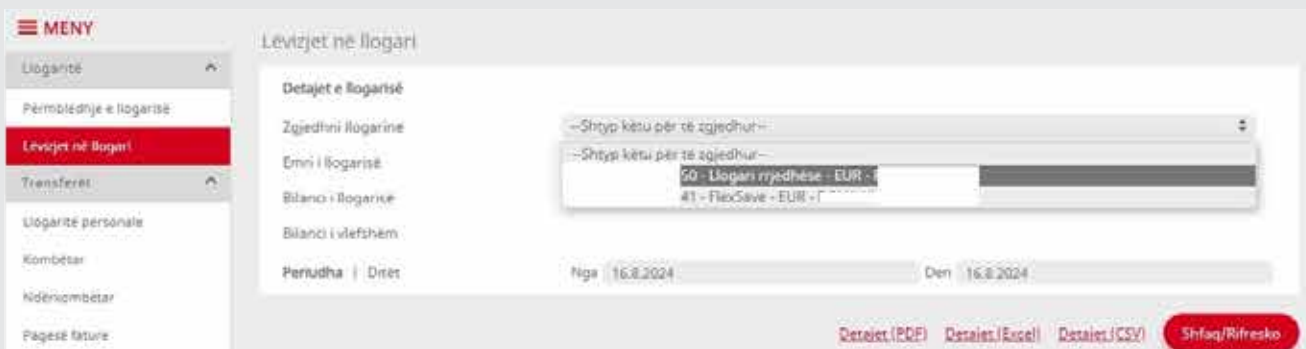 MENY
Llogaritë
Përmbledhje e llogarisë
Lëvizjet në llogari
Transferët
Llogaritë personale
Kombëtar
Ndërkombëtar
Pagesë fature
Lëvizjet në llogari
Detajet e llogarisë
Zgjedhni llogarinë --Shtyp këtu për të zgjedhur--
--Shtyp këtu për të zgjedhur--
50 - Llogari rrjedhëse - EUR -
41 - FlexSave - EUR -
Emri i llogarisë
Bilanci i llogarisë
Bilanci i vlefshëm
Periudha | Ditët Nga 16.8.2024 Deri 16.8.2024
Detajet (PDF) Detajet (Excel) Detajet (CSV) Shfaq/Rifresko